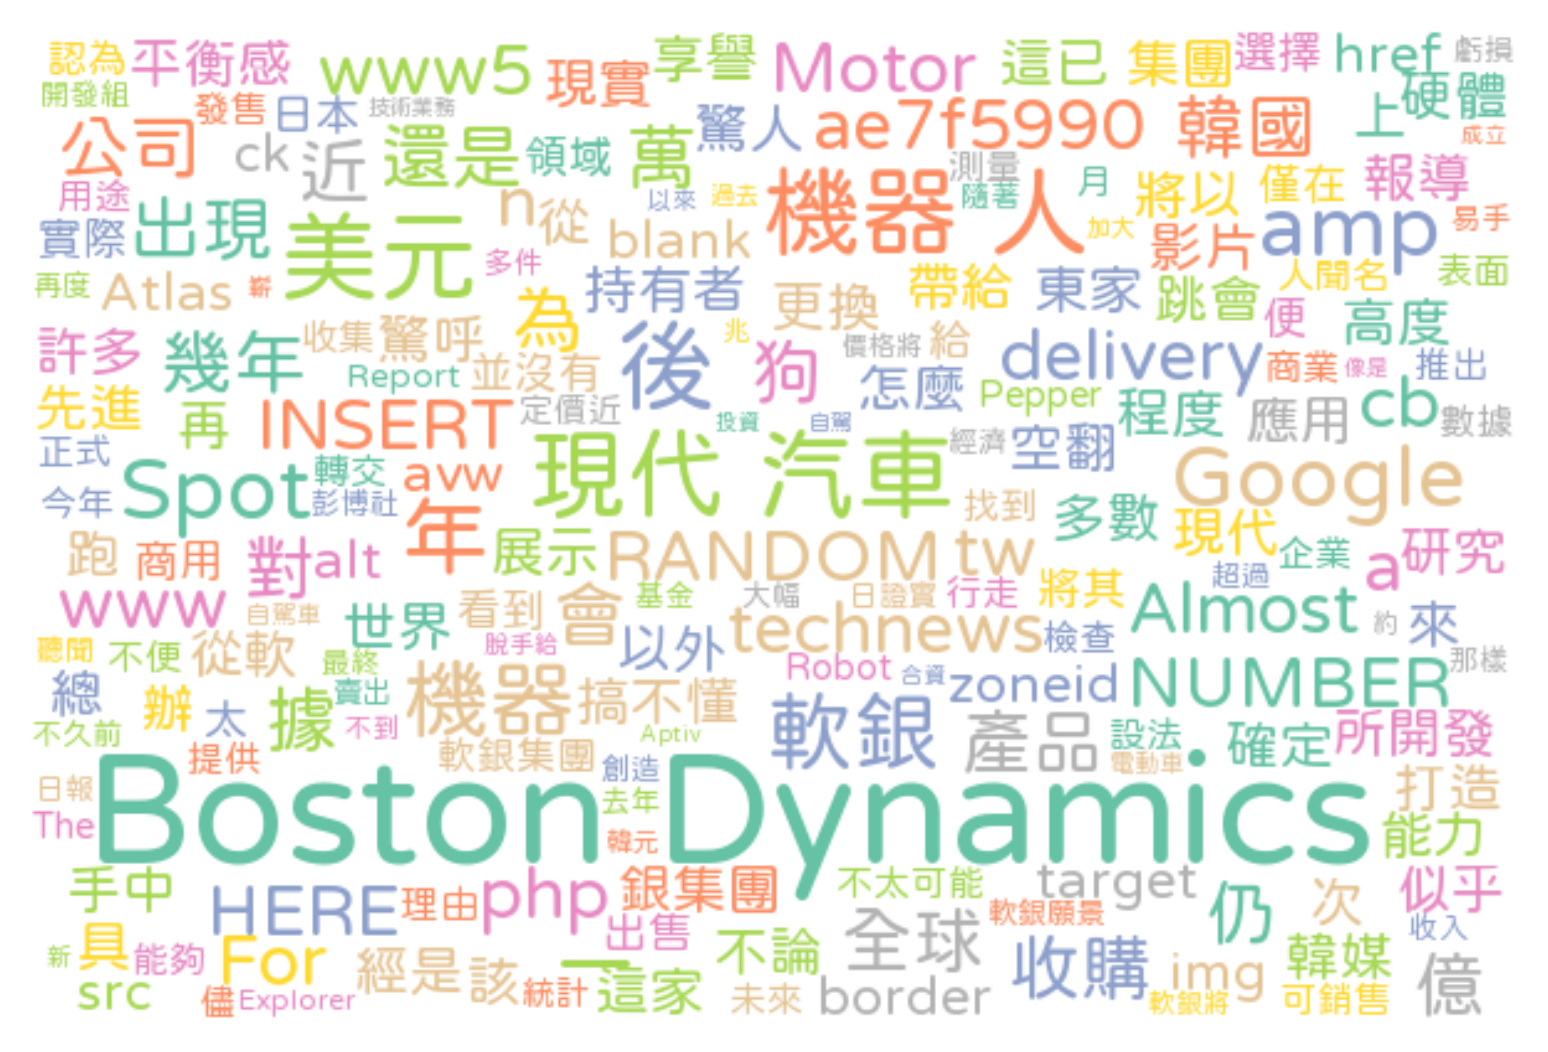 認為 平衡感 www5 現實 享譽 Motor 這已 集團 選擇 href 虧損
開發組 發售 日本 技術業務 驚人 ae7f5990 韓國 上 硬體
公司 ck 近 還是 領域 萬 測量 成立
用途 出現 n 從 以來 過去 機器 人 隨著 月 將以 僅在 報導
實際 美元 多件 blank 加大 影片 amp 易手
再度 Atlas 嶄 為 持有者 更換 帶給 東家 跳會 人聞名 表面
許多 幾年 收集 驚呼 後 兆 狗 價格將 給 delivery 便 高度
Report 並沒有 怎麼 商業 像是 推出
先進 再 INSERT 定價近 投資 自駕 Pepper 程度 應用 cb 數據
正式 Spot 轉交 avw 現代 汽車 經濟 空翻 Google
今年 彭博社 年 找到 多數 現代
跑 商用 對 alt 展示 RANDOM tw 企業 a 研究
www 自駕車 世界 看到 會 基金 大幅 日證實 行走 將其 超過 Almost 約 來
聽聞 不便 從軟 最終 脫手給 以外 technews 檢查 那樣
總 辦 太 據 賣出 不到 機器 搞不懂 Robot 合資 zoneid NUMBER
不久前 提供 軟銀集團 Aptiv 軟銀 產品 設法 確定 所開發
日報 創造 電動車 打造
The Boston Dynamics 去年 韓元 能力
手中 HERE 理由 php 銀集團 不太可能 target 仍 次 似乎
新 具 能夠 For 經是 該 出售 一 不論 全球 軟銀願景 收購 img 韓媒 收入
src 儘 Explorer 統計 這家 未來 border 軟銀將 可銷售 億